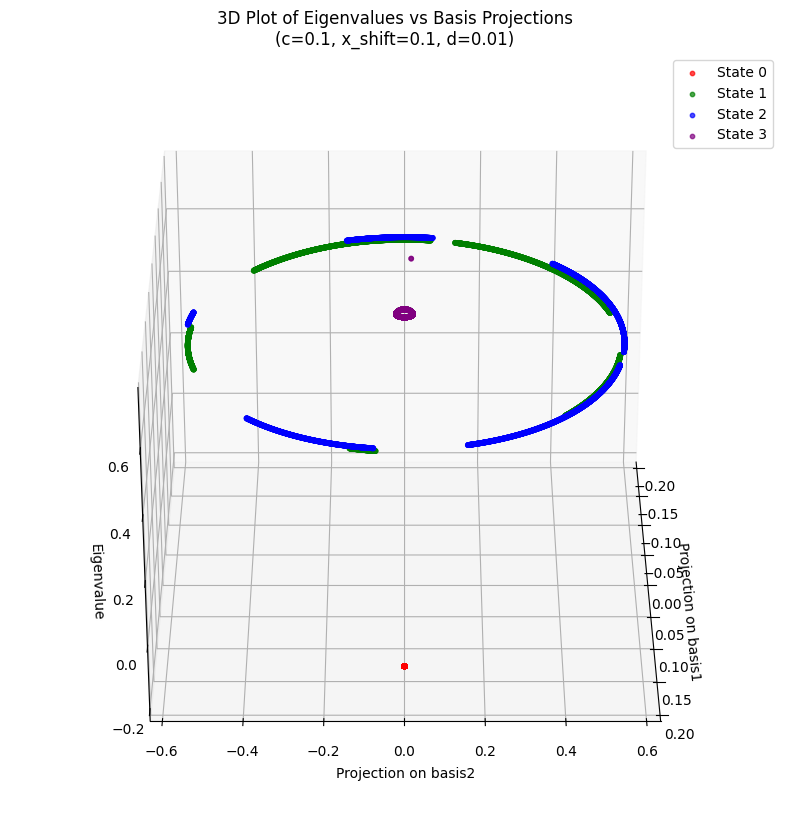 3D Plot of Eigenvalues vs Basis Projections
(c=0.1, x_shift=0.1, d=0.01)
State 0
State 1
State 2
State 3
0.6
0.4
0.2
0.0
−0.2
Eigenvalue
−0.20
−0.15
−0.10
−0.05
0.00
0.05
0.10
0.15
0.20
Projection on basis1
−0.6
−0.4
−0.2
0.0
0.2
0.4
0.6
Projection on basis2